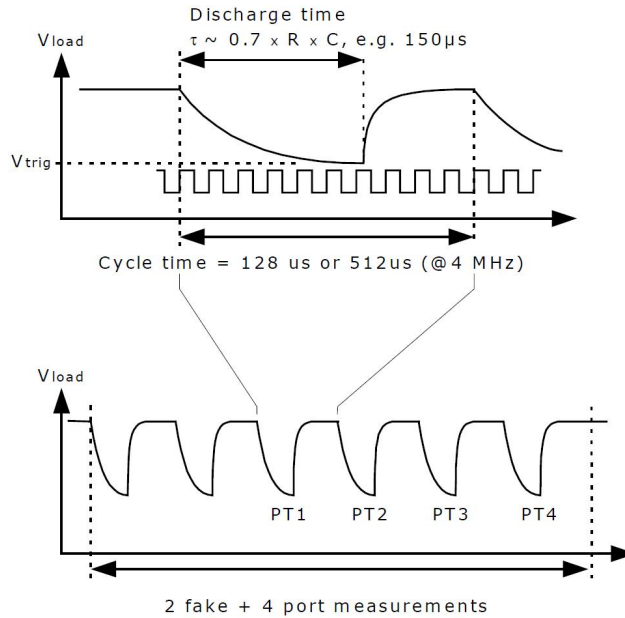 Discharge time
τ ~ 0.7 x R x C, e.g. 150µs
Vload
Vtrig
Cycle time = 128 us or 512us (@4 MHz)
Vload
PT1 PT2 PT3 PT4
2 fake + 4 port measurements